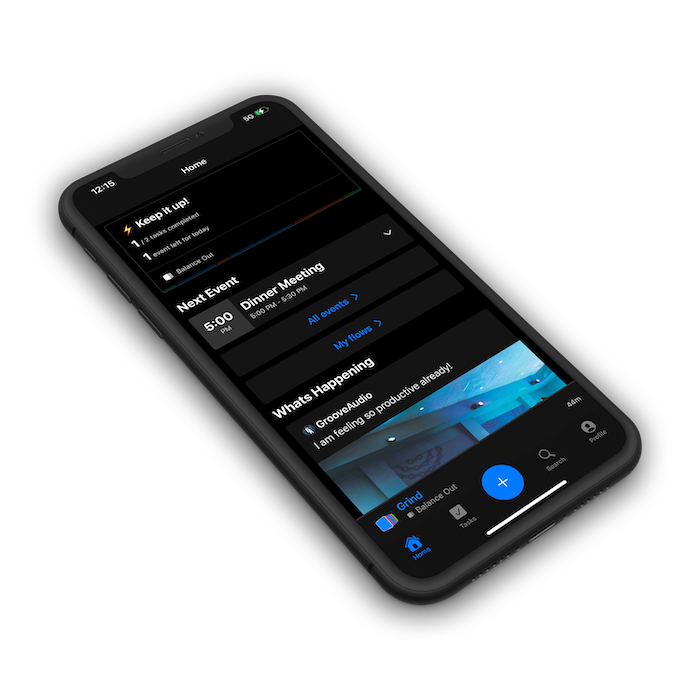 12:15
5G
Home
⚡ Keep it up!
1 / 2 tasks completed
1 event left for today
Balance Out
Next Event
5:00
PM
Dinner Meeting
5:00 PM - 5:30 PM
All events
My flows
Whats Happening
GrooveAudio
I am feeling so productive already!
Grind
Balance Out
44m
Home
Tasks
+
Search
Profile